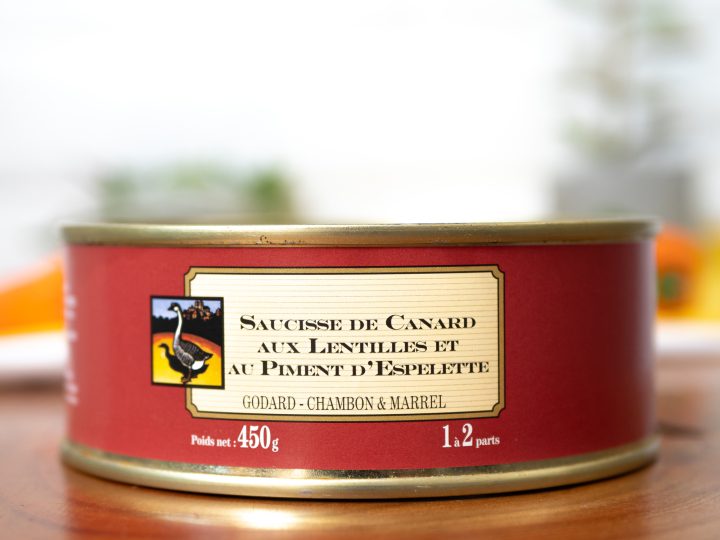 Saucisse de Canard
aux Lentilles et
au Piment d'Espelette
GODARD - CHAMBON & MARREL
Poids net : 450g
1 à 2 parts